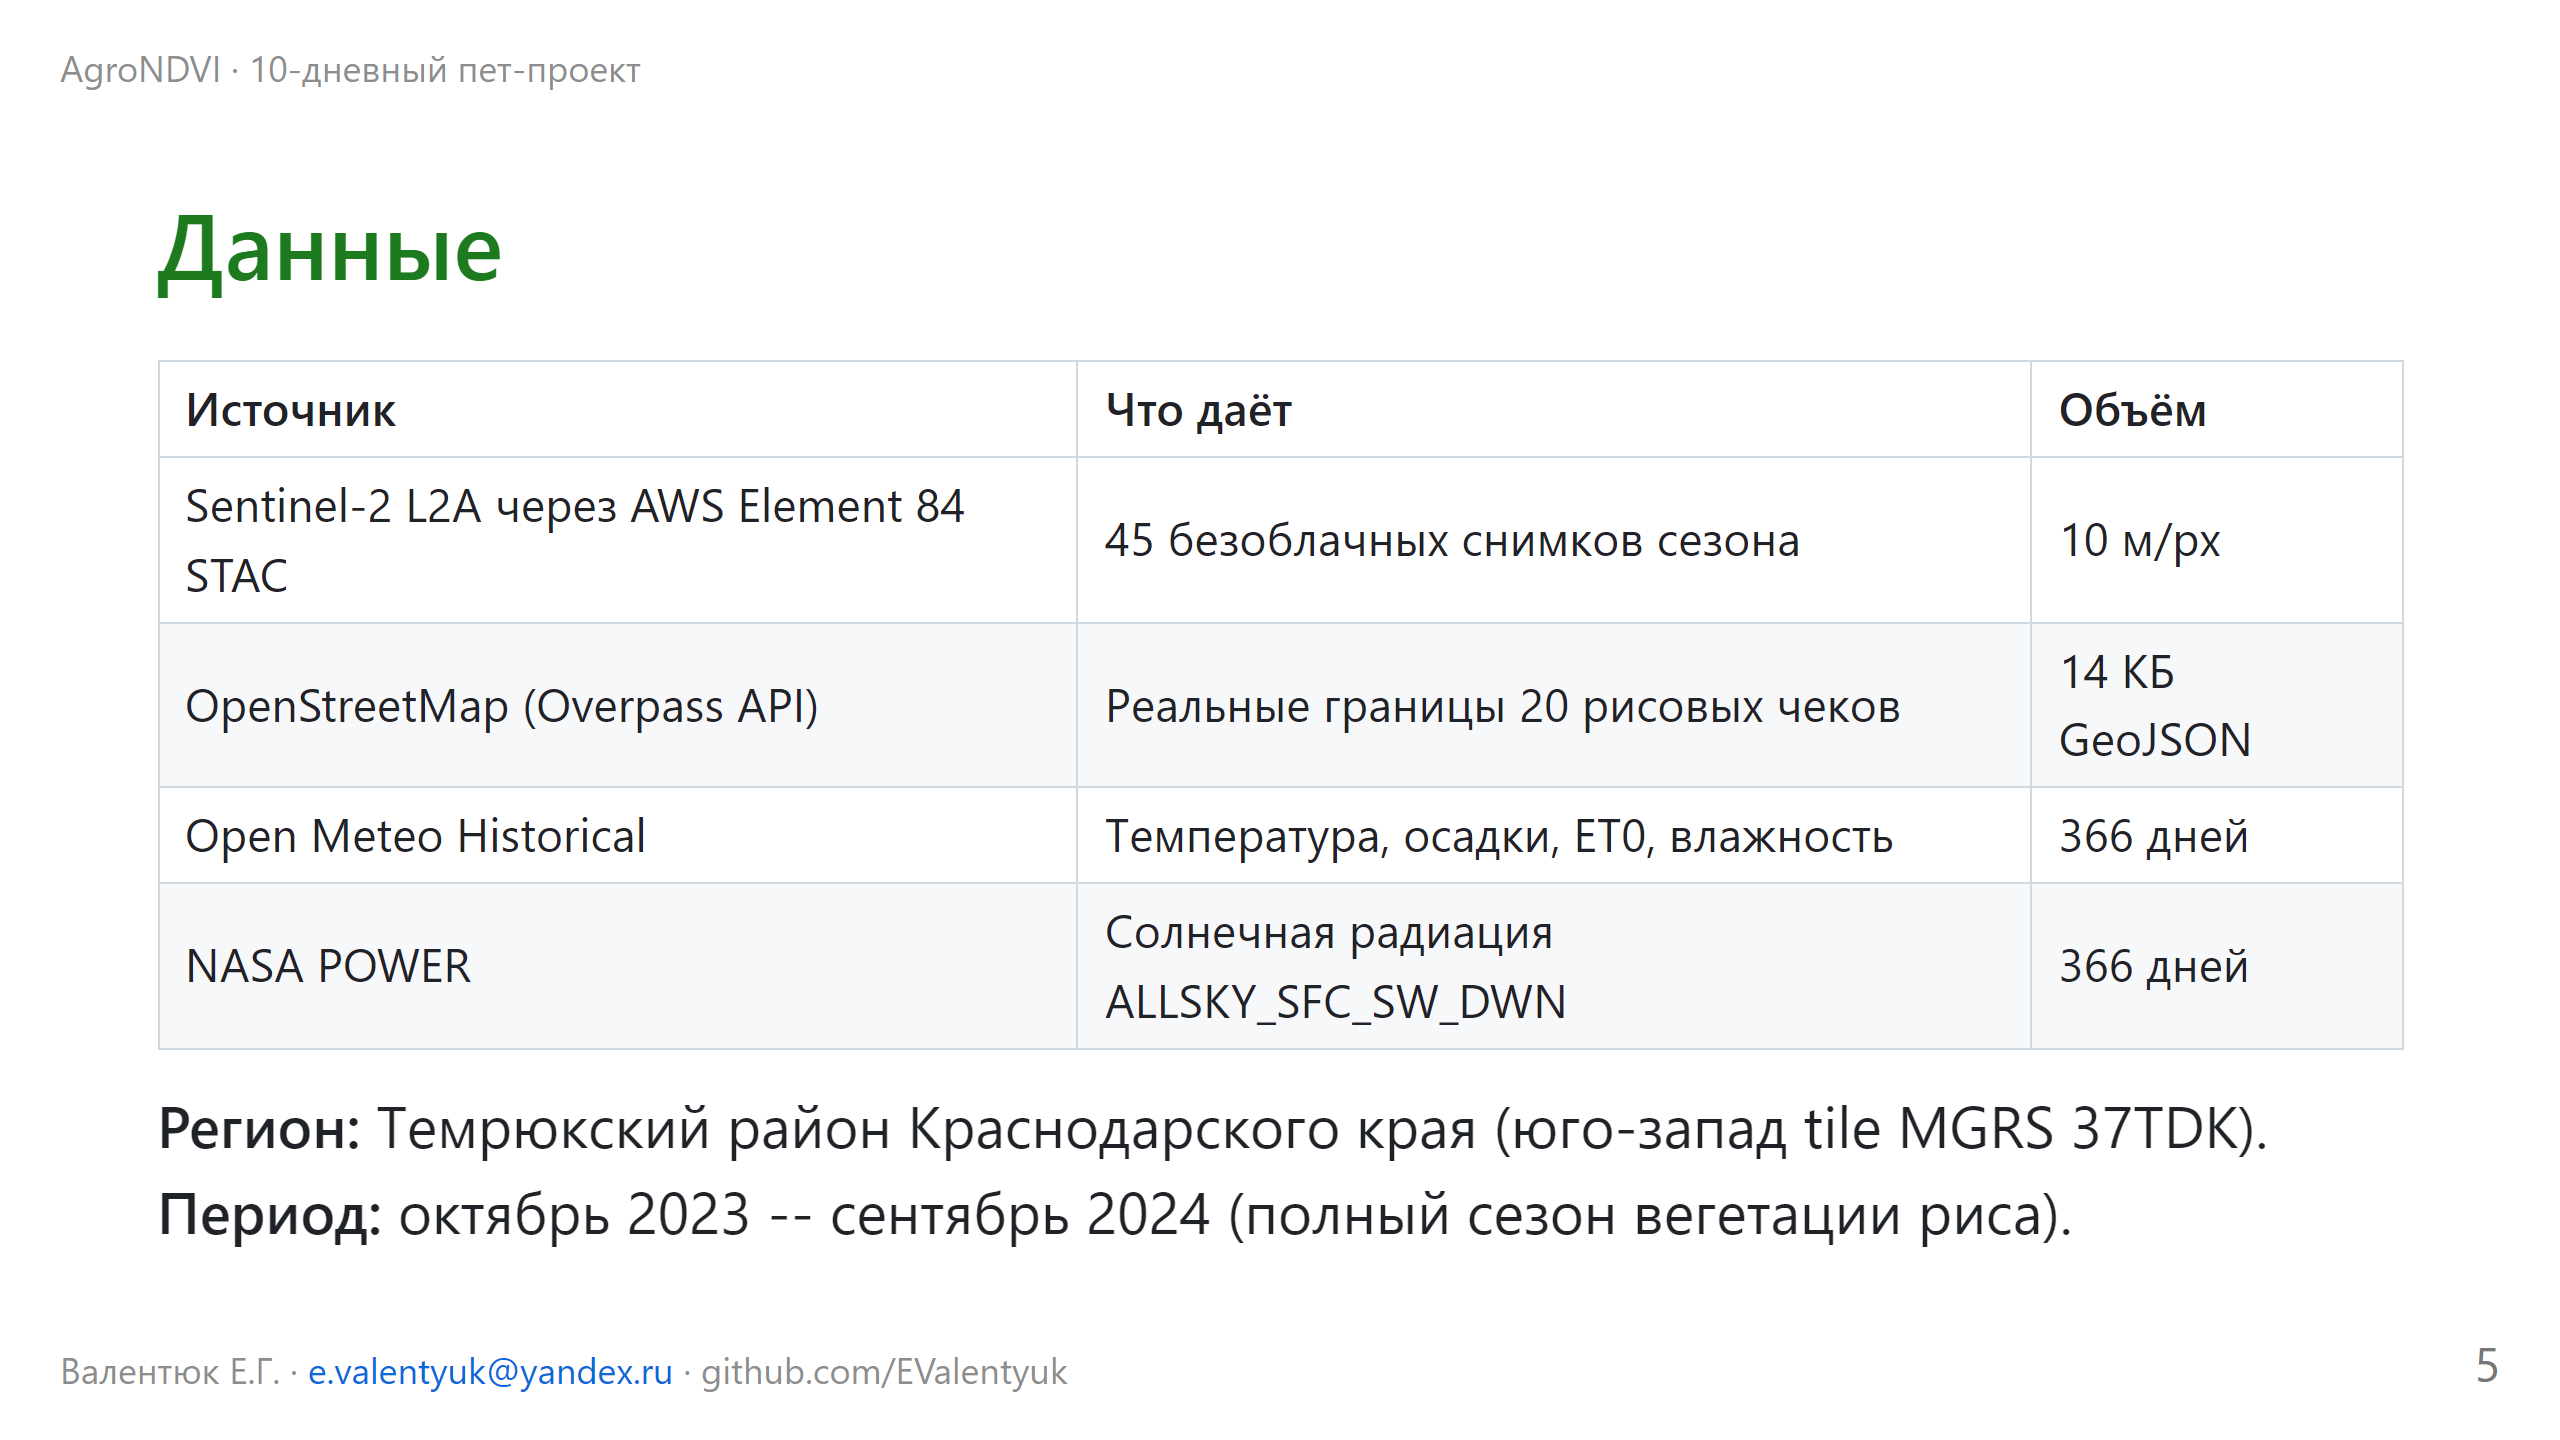 AgroNDVI · 10-дневный пет-проект
Данные
Источник
Что даёт
Объём
Sentinel-2 L2A через AWS Element 84
STAC
45 безоблачных снимков сезона
10 м/px
OpenStreetMap (Overpass API)
Реальные границы 20 рисовых чеков
14 КБ
GeoJSON
Open Meteo Historical
Температура, осадки, ET0, влажность
366 дней
NASA POWER
Солнечная радиация
ALLSKY_SFC_SW_DWN
366 дней
Регион: Темрюкский район Краснодарского края (юго-запад tile MGRS 37TDK).
Период: октябрь 2023 -- сентябрь 2024 (полный сезон вегетации риса).
Валентюк Е.Г. · e.valentyuk@yandex.ru · github.com/EValentyuk
5